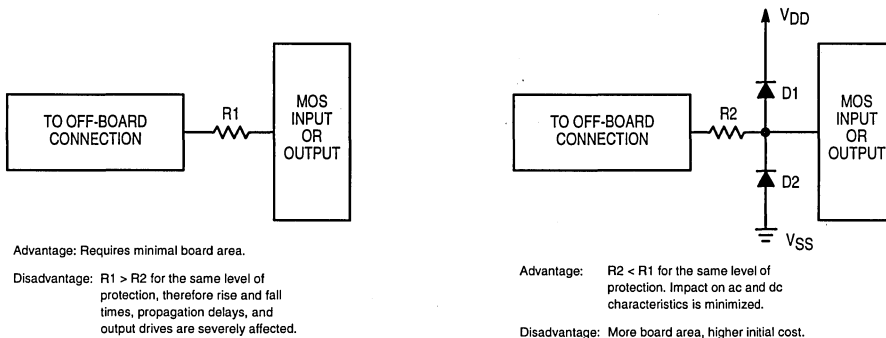 TO OFF-BOARD
CONNECTION
R1
MOS
INPUT
OR
OUTPUT
Advantage: Requires minimal board area.
Disadvantage: R1 > R2 for the same level of
protection, therefore rise and fall
times, propagation delays, and
output drives are severely affected.
VDD
D1
TO OFF-BOARD
CONNECTION
R2
MOS
INPUT
OR
OUTPUT
D2
VSS
Advantage: R2 < R1 for the same level of
protection. Impact on ac and dc
characteristics is minimized.
Disadvantage: More board area, higher initial cost.